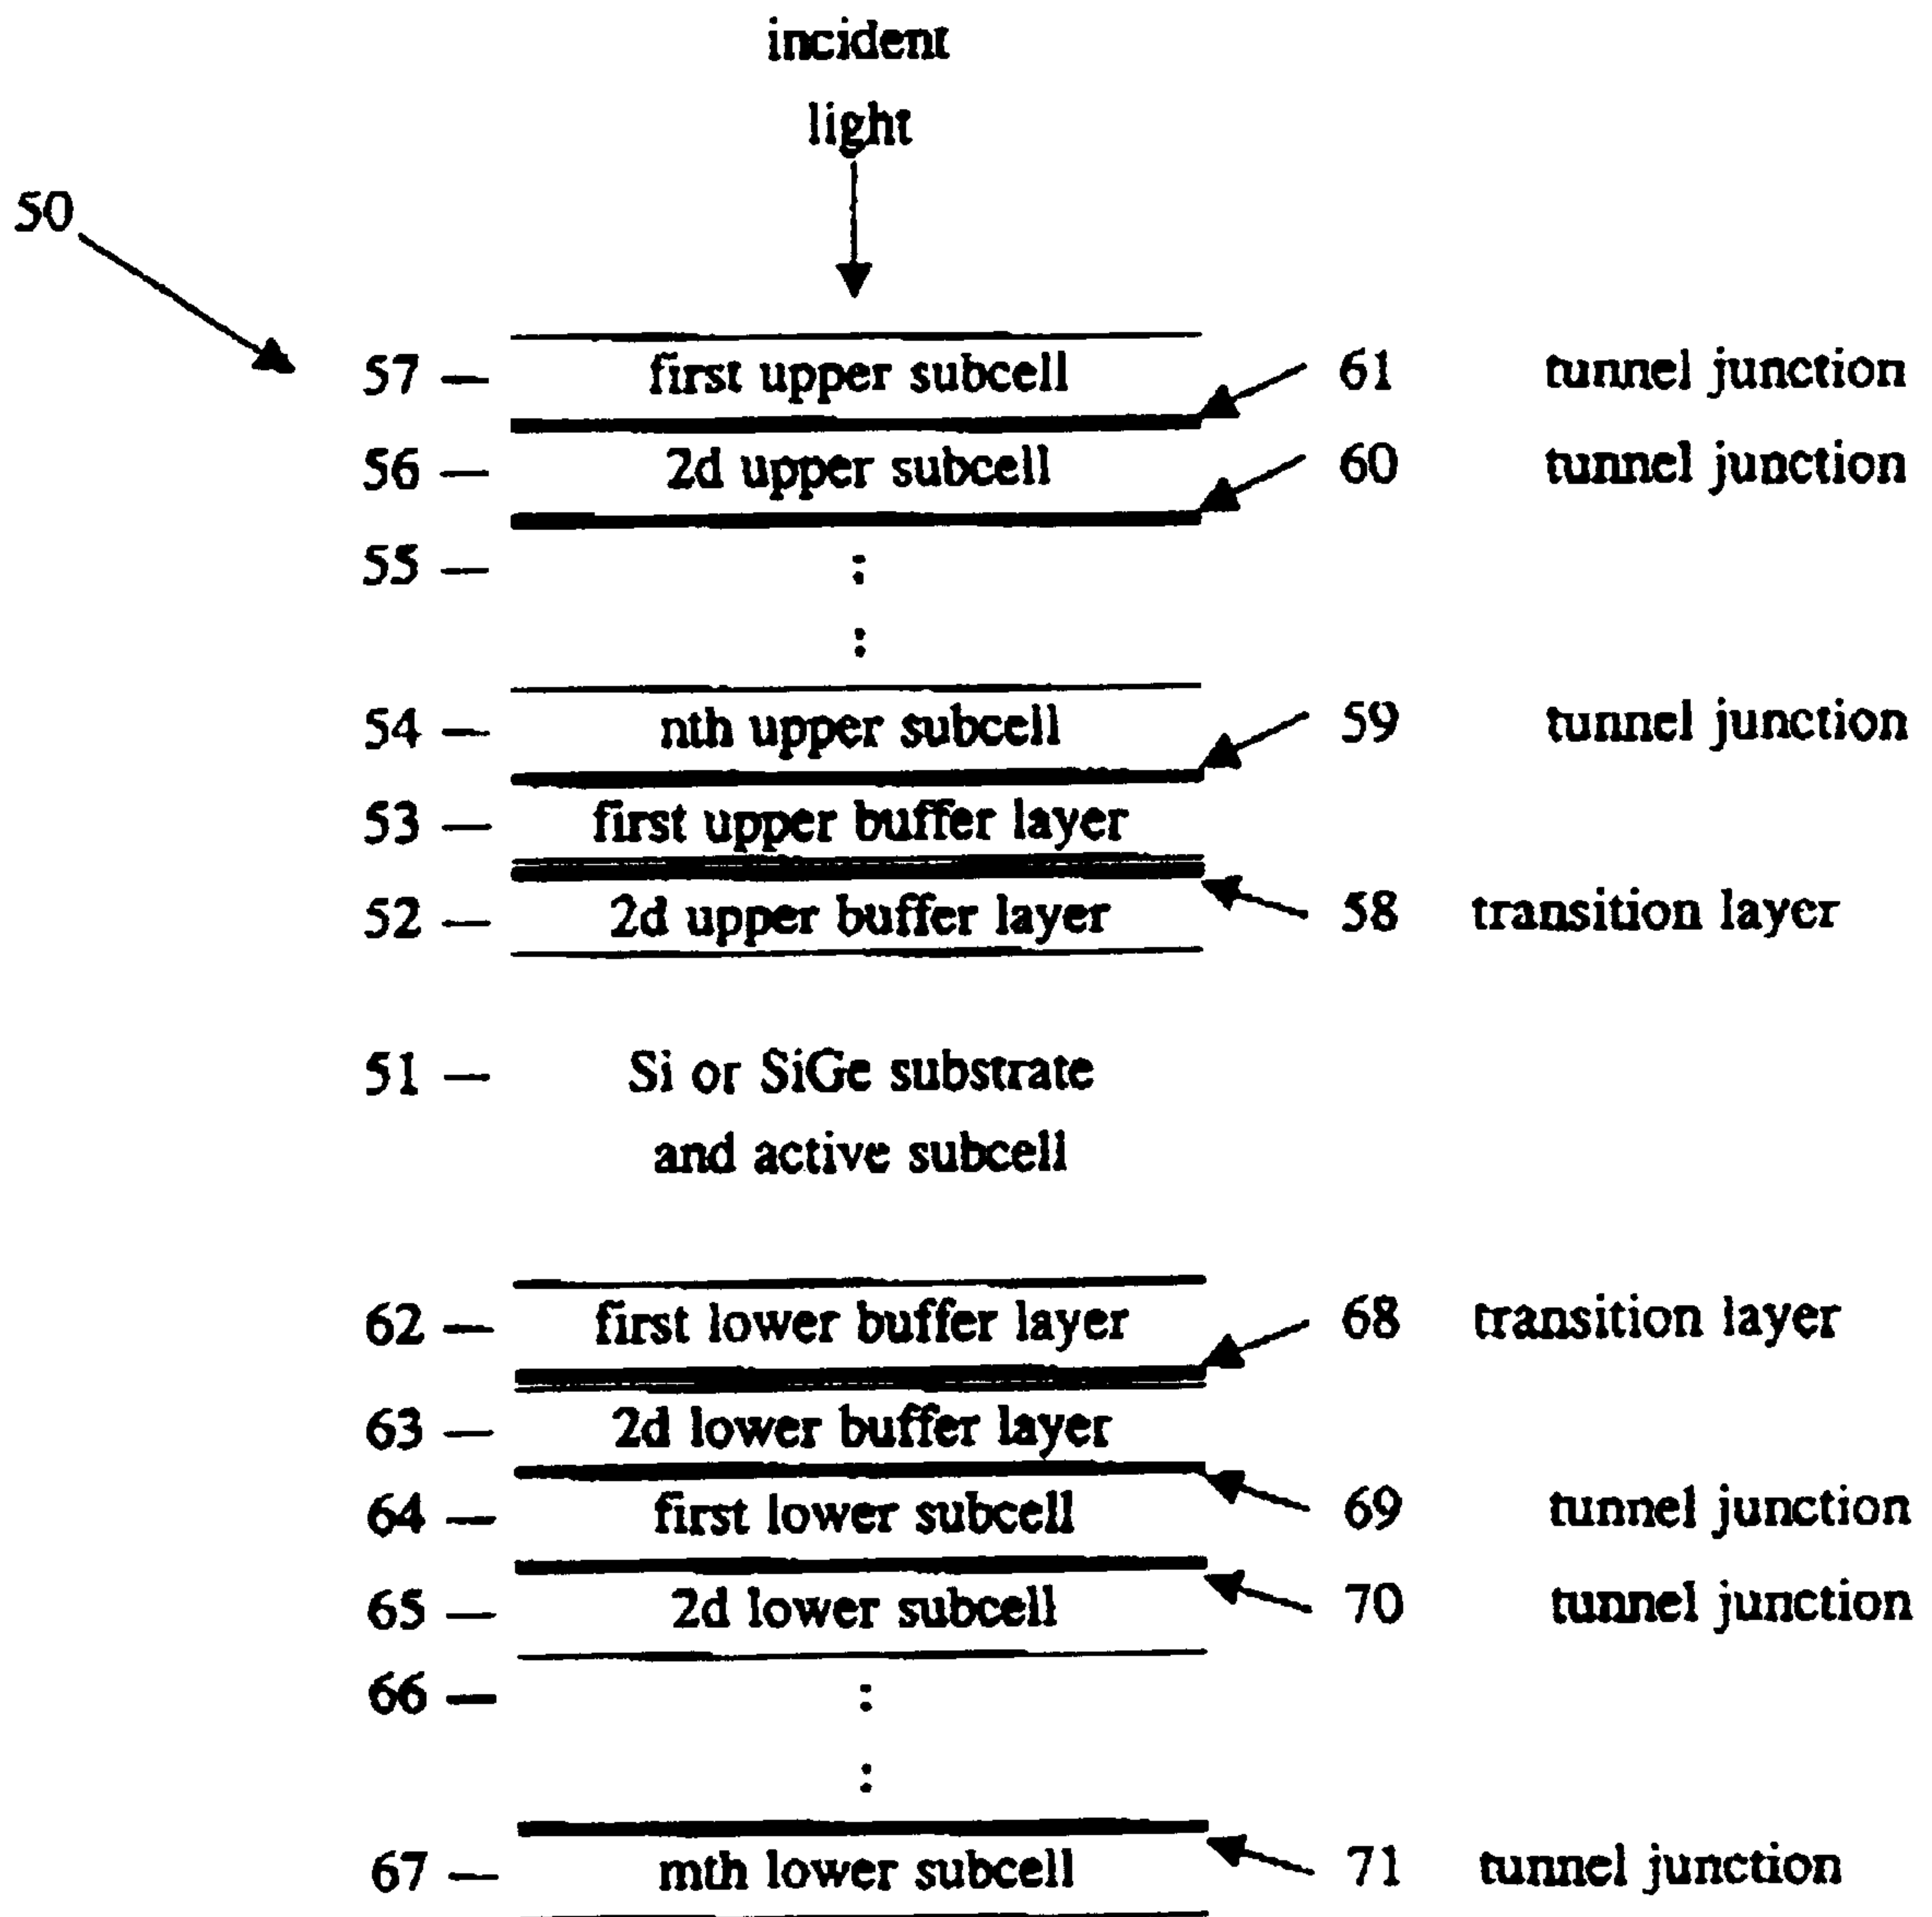 incident
light
50
57 — first upper subcell 61 tunnel junction
56 — 2d upper subcell 60 tunnel junction
55 — :
:
54 — nth upper subcell 59 tunnel junction
53 — first upper buffer layer
52 — 2d upper buffer layer 58 transition layer
51 — Si or SiGe substrate
and active subcell
62 — first lower buffer layer 68 transition layer
63 — 2d lower buffer layer
64 — first lower subcell 69 tunnel junction
65 — 2d lower subcell 70 tunnel junction
66 — :
:
67 — mth lower subcell 71 tunnel junction